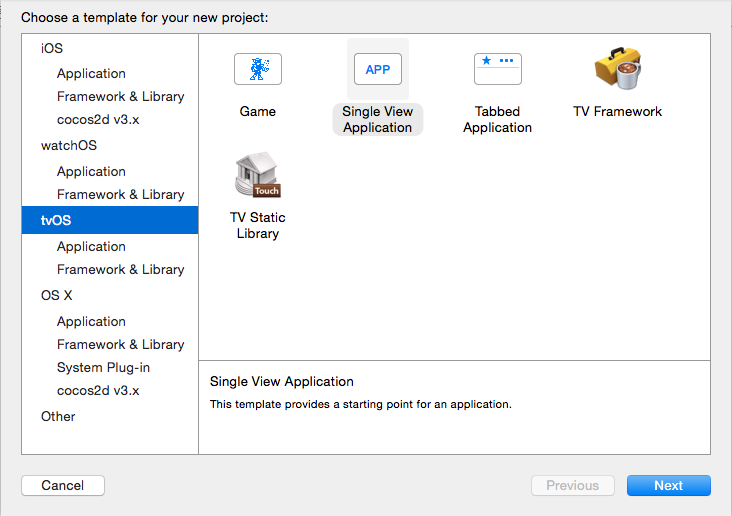 Choose a template for your new project:
iOS
Application
Framework & Library
cocos2d v3.x
watchOS
Application
Framework & Library
tvOS
Application
Framework & Library
OS X
Application
Framework & Library
System Plug-in
cocos2d v3.x
Other
Game
APP
Single View
Application
Tabbed
Application
TV Framework
Touch
TV Static
Library
Single View Application
This template provides a starting point for an application.
Cancel
Previous
Next